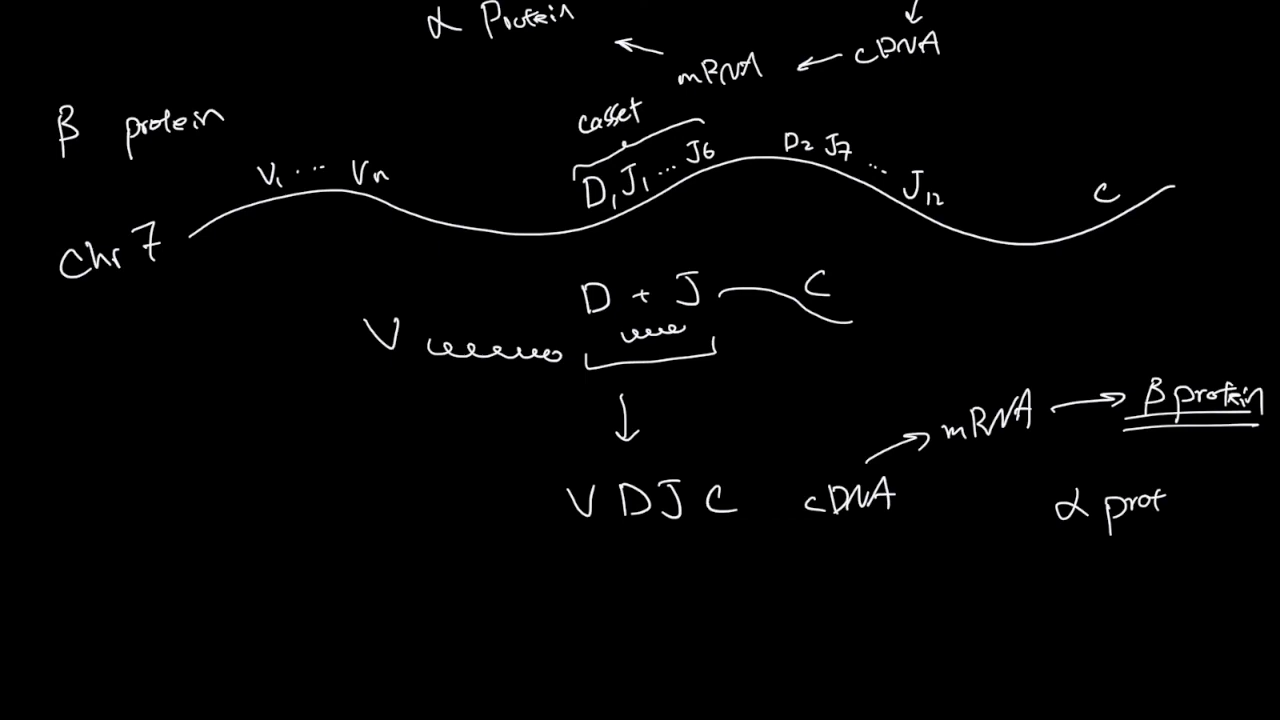 α Protein
cDNA
mRNA
β protein
casset
V₁ ... Vn
D₁ J₁ ... J6
D2 J7 ... J12
C
Chr 7
D + J C
V
mRNA β protein
V D J C cDNA
α prot